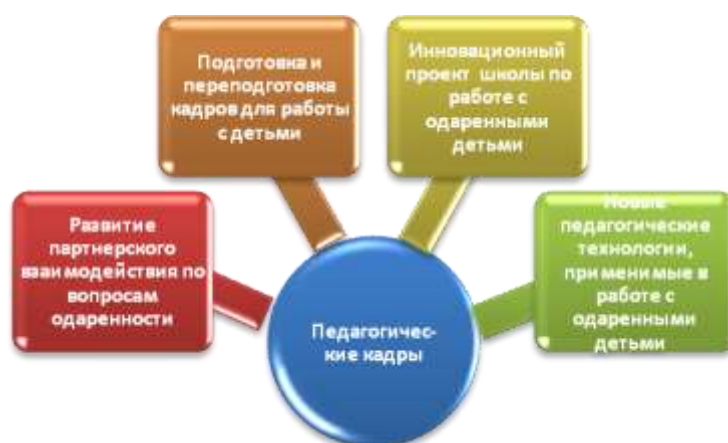 Подготовка и
переподготовка
кадров для работы
с детьми
Инновационный
проект школы по
работе с
одаренными
детьми
Развитие
партнерского
взаимодействия по
вопросам
одаренности
Новые
педагогические
технологии,
применимые в
работе с
одаренными
детьми
Педагогичес-
кие кадры